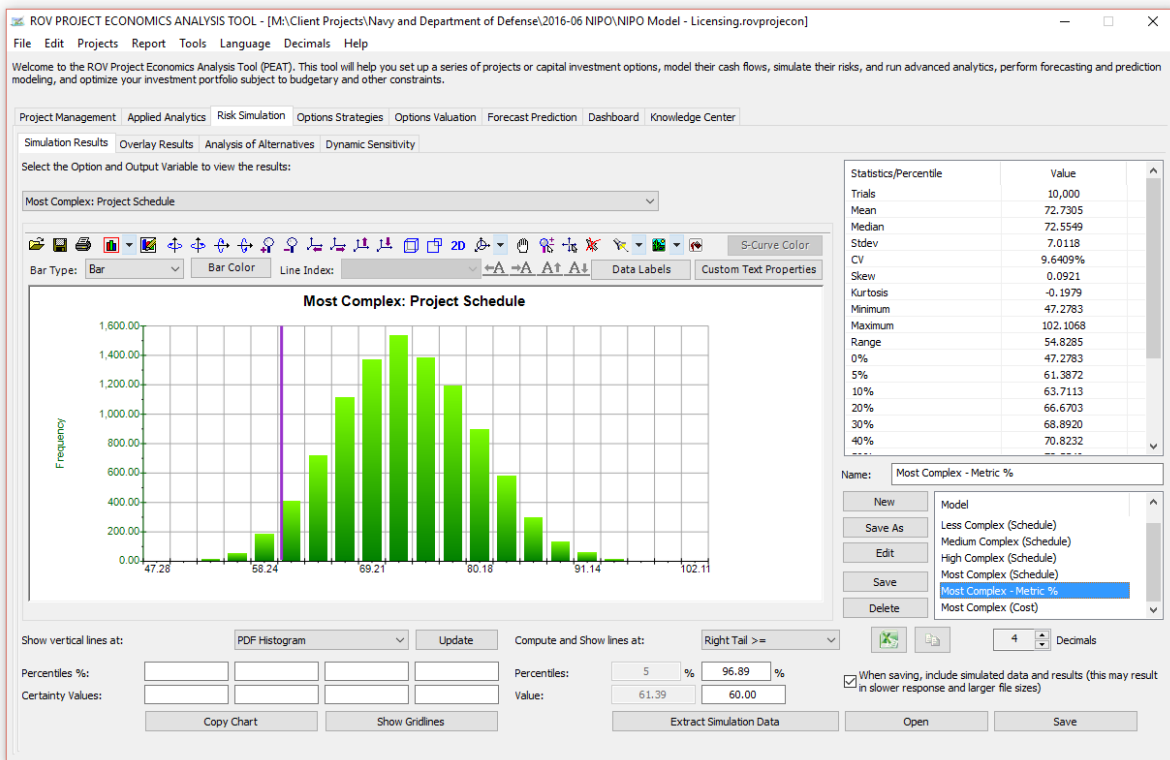 ROV PROJECT ECONOMICS ANALYSIS TOOL - [M:\Client Projects\Navy and Department of Defense\2016-06 NIPO\NIPO Model - Licensing.rovprojecon]
File Edit Projects Report Tools Language Decimals Help
Welcome to the ROV Project Economics Analysis Tool (PEAT). This tool will help you set up a series of projects or capital investment options, model their cash flows, simulate their risks, and run advanced analytics, perform forecasting and prediction
modeling, and optimize your investment portfolio subject to budgetary and other constraints.
Project Management Applied Analytics Risk Simulation Options Strategies Options Valuation Forecast Prediction Dashboard Knowledge Center
Simulation Results Overlay Results Analysis of Alternatives Dynamic Sensitivity
Select the Option and Output Variable to view the results:
Most Complex: Project Schedule
2D
S-Curve Color
Bar Type: Bar Bar Color Line Index: A A A A Data Labels Custom Text Properties
Most Complex: Project Schedule
Frequency
1,600.00
1,400.00
1,200.00
1,000.00
800.00
600.00
400.00
200.00
0.00
47.28 58.24 69.21 80.18 91.14 102.11
Statistics/Percentile Value
Trials 10,000
Mean 72.7305
Median 72.5549
Stdev 7.0118
CV 9.6409%
Skew 0.0921
Kurtosis -0.1979
Minimum 47.2783
Maximum 102.1068
Range 54.8285
0% 47.2783
5% 61.3872
10% 63.7113
20% 66.6703
30% 68.8920
40% 70.8232
Name: Most Complex - Metric %
New
Save As
Edit
Save
Delete
Model
Less Complex (Schedule)
Medium Complex (Schedule)
High Complex (Schedule)
Most Complex (Schedule)
Most Complex - Metric %
Most Complex (Cost)
Show vertical lines at: PDF Histogram Update Compute and Show lines at: Right Tail >= 4 Decimals
Percentiles %: Percentiles: 5 % 96.89 %
Certainty Values: Value: 61.39 60.00
When saving, include simulated data and results (this may result
in slower response and larger file sizes)
Copy Chart Show Gridlines Extract Simulation Data Open Save